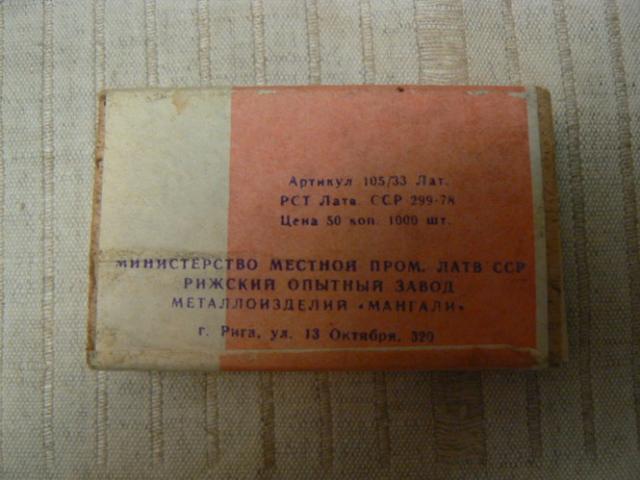 Артикул 105/33 Лат.
РСТ Латв. ССР 299-78
Цена 50 коп. 1000 шт.
МИНИСТЕРСТВО МЕСТНОЙ ПРОМ. ЛАТВ ССР
РИЖСКИЙ ОПЫТНЫЙ ЗАВОД
МЕТАЛЛОИЗДЕЛИЙ «МАНГАЛИ»
г. Рига, ул. 13 Октября, 320